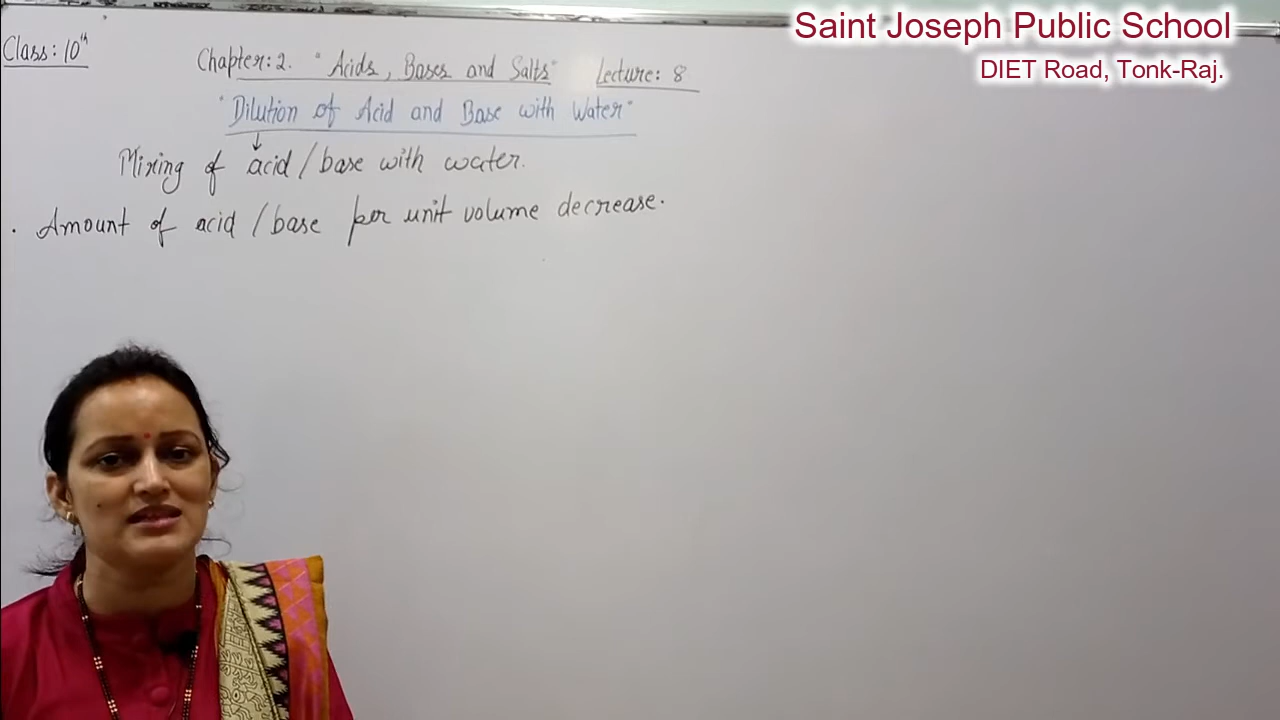 Saint Joseph Public School
DIET Road, Tonk-Raj.
Class: 10th
Chapter: 2. "Acids, Bases and Salts" Lecture: 8
"Dilution of Acid and Base with Water"
↓
Mixing of acid/base with water.
. Amount of acid/base per unit volume decrease.